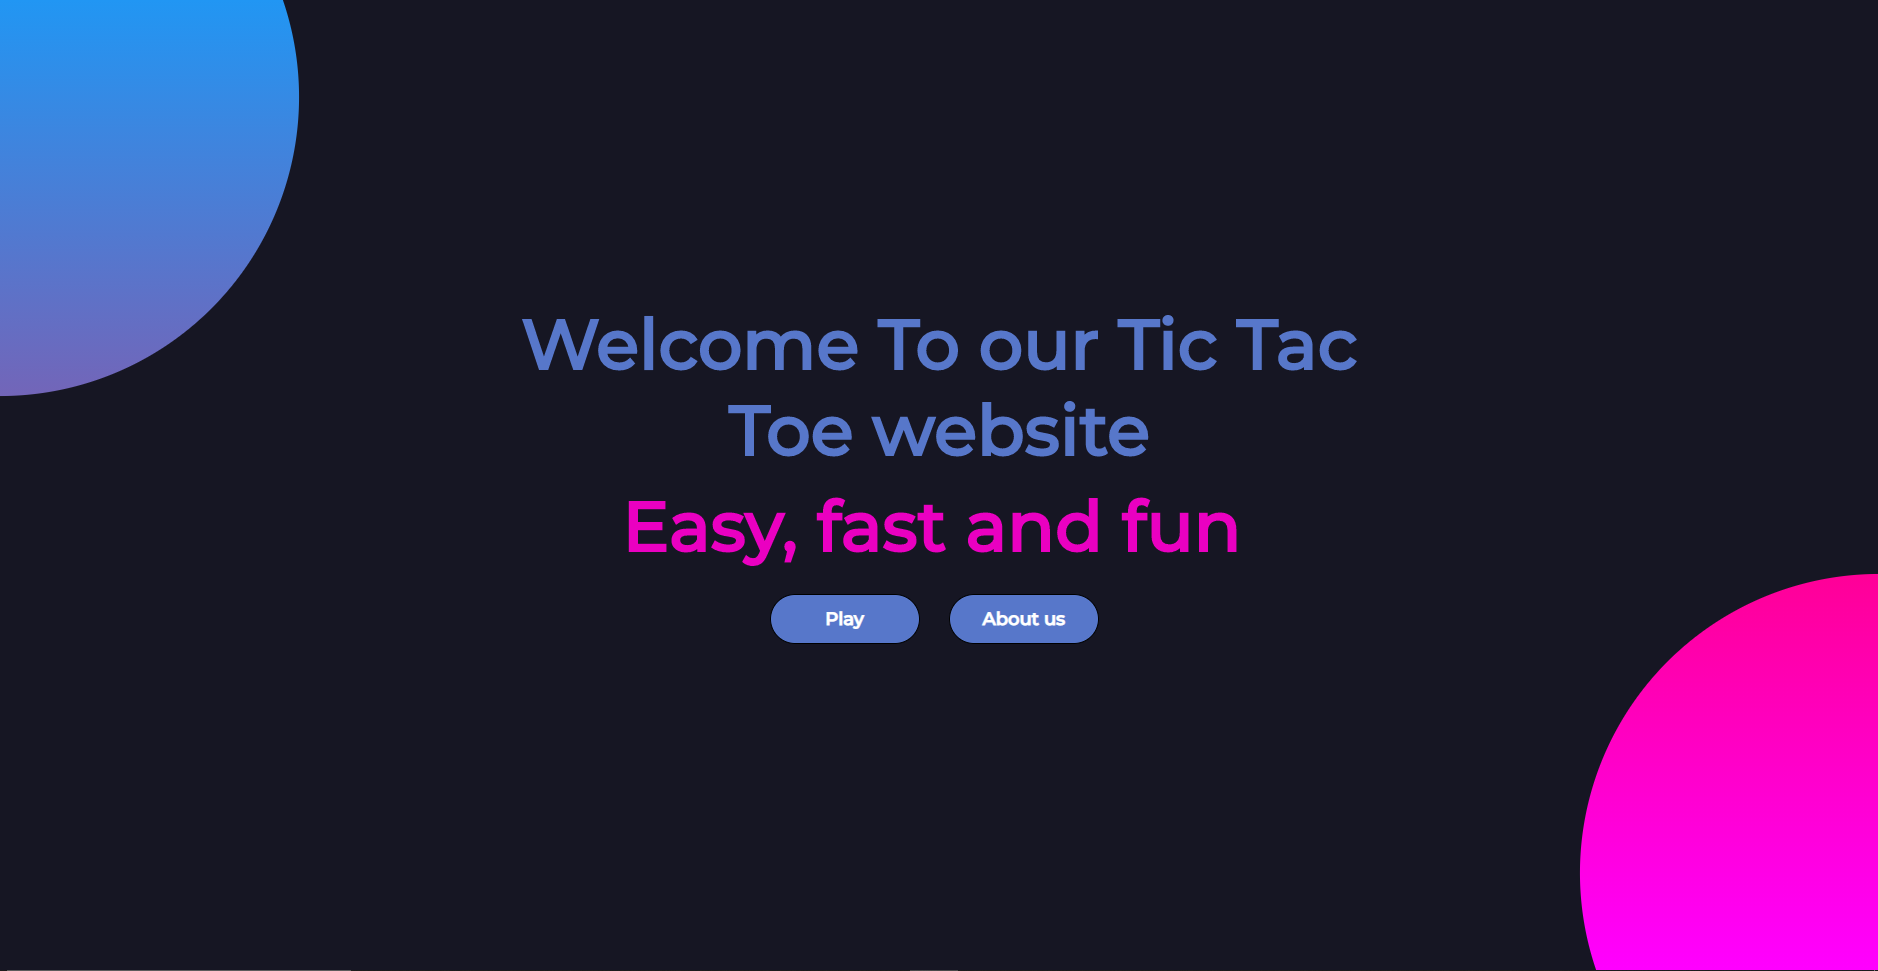 Welcome To our Tic Tac
Toe website
Easy, fast and fun
Play
About us